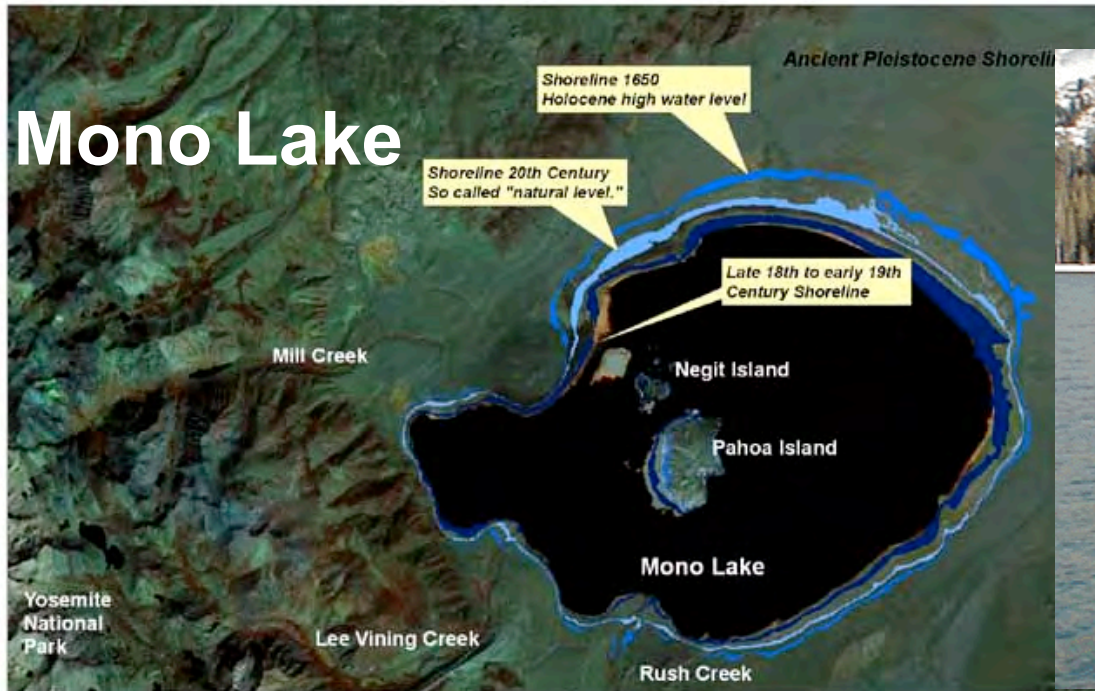 Mono Lake
Ancient Pleistocene
Shoreline 1650
Holocene high water level
Shoreline 20th Century
So called "natural level."
Late 18th to early 19th
Century Shoreline
Mill Creek
Negit Island
Pahoa Island
Mono Lake
Yosemite
National
Park
Lee Vining Creek
Rush Creek